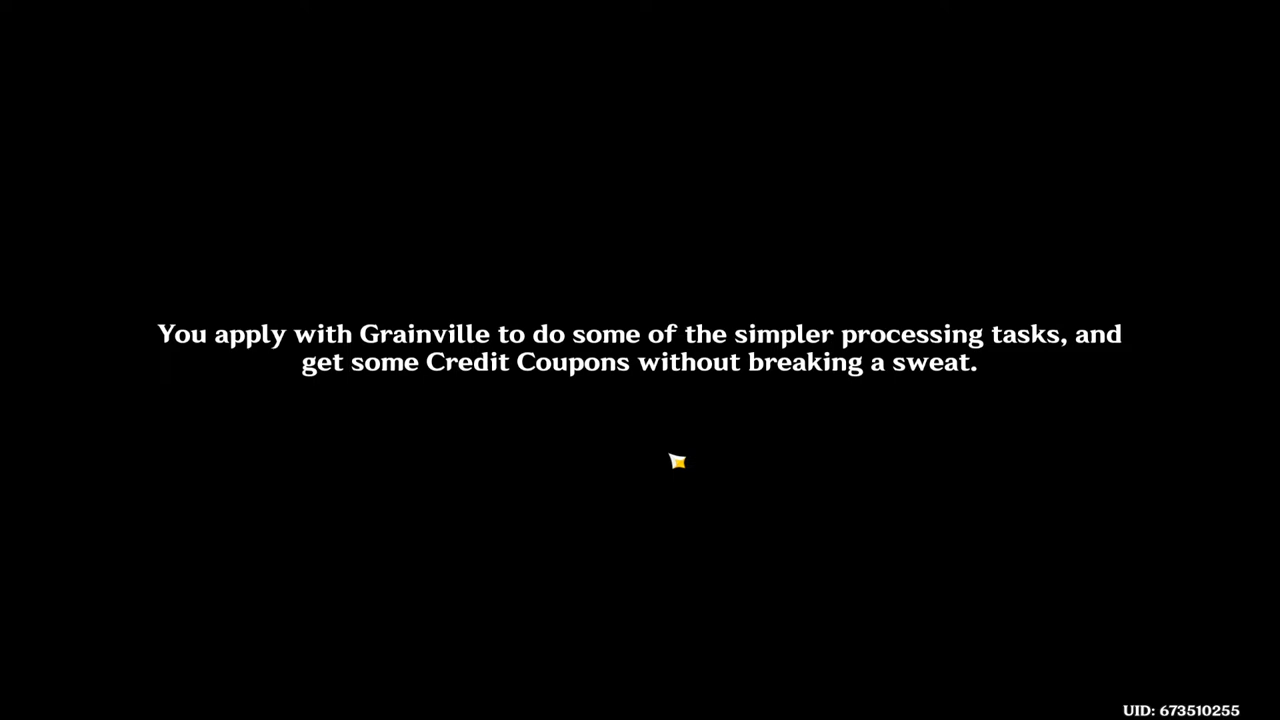 You apply with Grainville to do some of the simpler processing tasks, and
get some Credit Coupons without breaking a sweat.
UID: 673510255